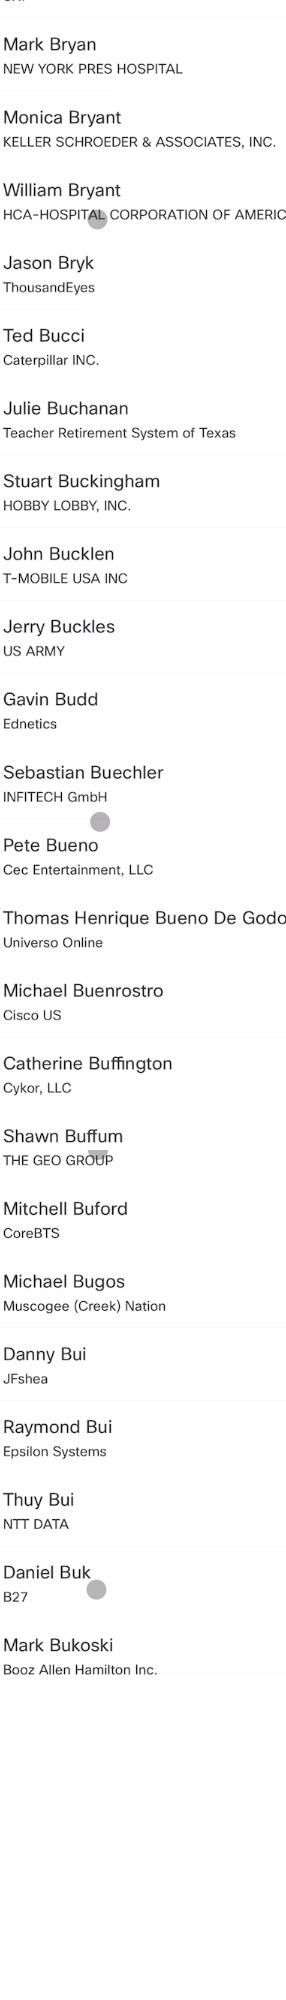 Mark Bryan
NEW YORK PRES HOSPITAL
Monica Bryant
KELLER SCHROEDER & ASSOCIATES, INC.
William Bryant
HCA-HOSPITAL CORPORATION OF AMERIC
Jason Bryk
ThousandEyes
Ted Bucci
Caterpillar INC.
Julie Buchanan
Teacher Retirement System of Texas
Stuart Buckingham
HOBBY LOBBY, INC.
John Bucklen
T-MOBILE USA INC
Jerry Buckles
US ARMY
Gavin Budd
Ednetics
Sebastian Buechler
INFITECH GmbH
Pete Bueno
Cec Entertainment, LLC
Thomas Henrique Bueno De Godo
Universo Online
Michael Buenrostro
Cisco US
Catherine Buffington
Cykor, LLC
Shawn Buffum
THE GEO GROUP
Mitchell Buford
CoreBTS
Michael Bugos
Muscogee (Creek) Nation
Danny Bui
JFshea
Raymond Bui
Epsilon Systems
Thuy Bui
NTT DATA
Daniel Buk
B27
Mark Bukoski
Booz Allen Hamilton Inc.